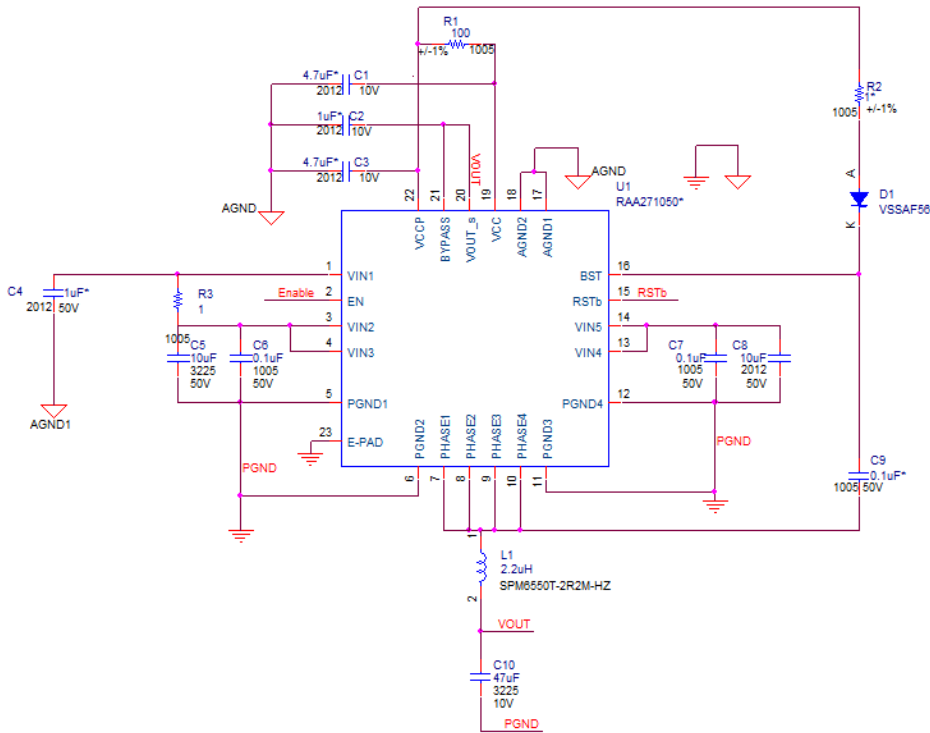 R1
100
+/-1%
1005
4.7uF*
C1
2012
10V
1uF*
C2
2012
10V
4.7uF*
C3
2012
10V
R2
1*
1005
+/-1%
AGND
VOUT
AGND
A
D1
VSSAF56
K
U1
RAA271050*
22
21
20
19
18
17
VCCP
BYPASS
VOUT_s
VCC
AGND2
AGND1
C4
1uF*
2012
50V
AGND1
R3
1
1005
1
VIN1
Enable
2
EN
3
VIN2
4
VIN3
5
PGND1
23
E-PAD
C5
10uF
3225
50V
C6
0.1uF
1005
50V
PGND
BST
16
RSTb
15
RSTb
VIN5
14
VIN4
13
PGND4
12
C7
0.1uF
1005
50V
C8
10uF
2012
50V
PGND
PGND2
PHASE1
PHASE2
PHASE3
PHASE4
PGND3
6
7
8
9
10
11
C9
0.1uF*
1005
50V
1
L1
2.2uH
SPM6550T-2R2M-HZ
2
VOUT
C10
47uF
3225
10V
PGND